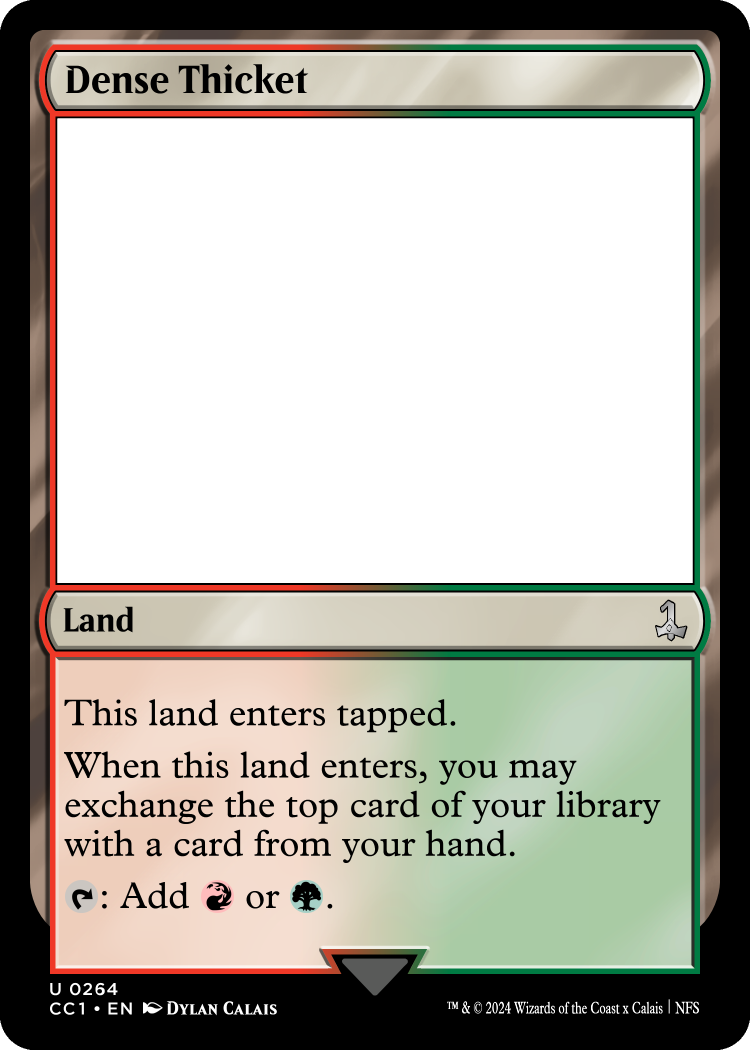 Dense Thicket
Land
This land enters tapped.
When this land enters, you may
exchange the top card of your library
with a card from your hand.
: Add or .
U 0264
CC1 • EN DYLAN CALAIS
™ & © 2024 Wizards of the Coast x Calais | NFS